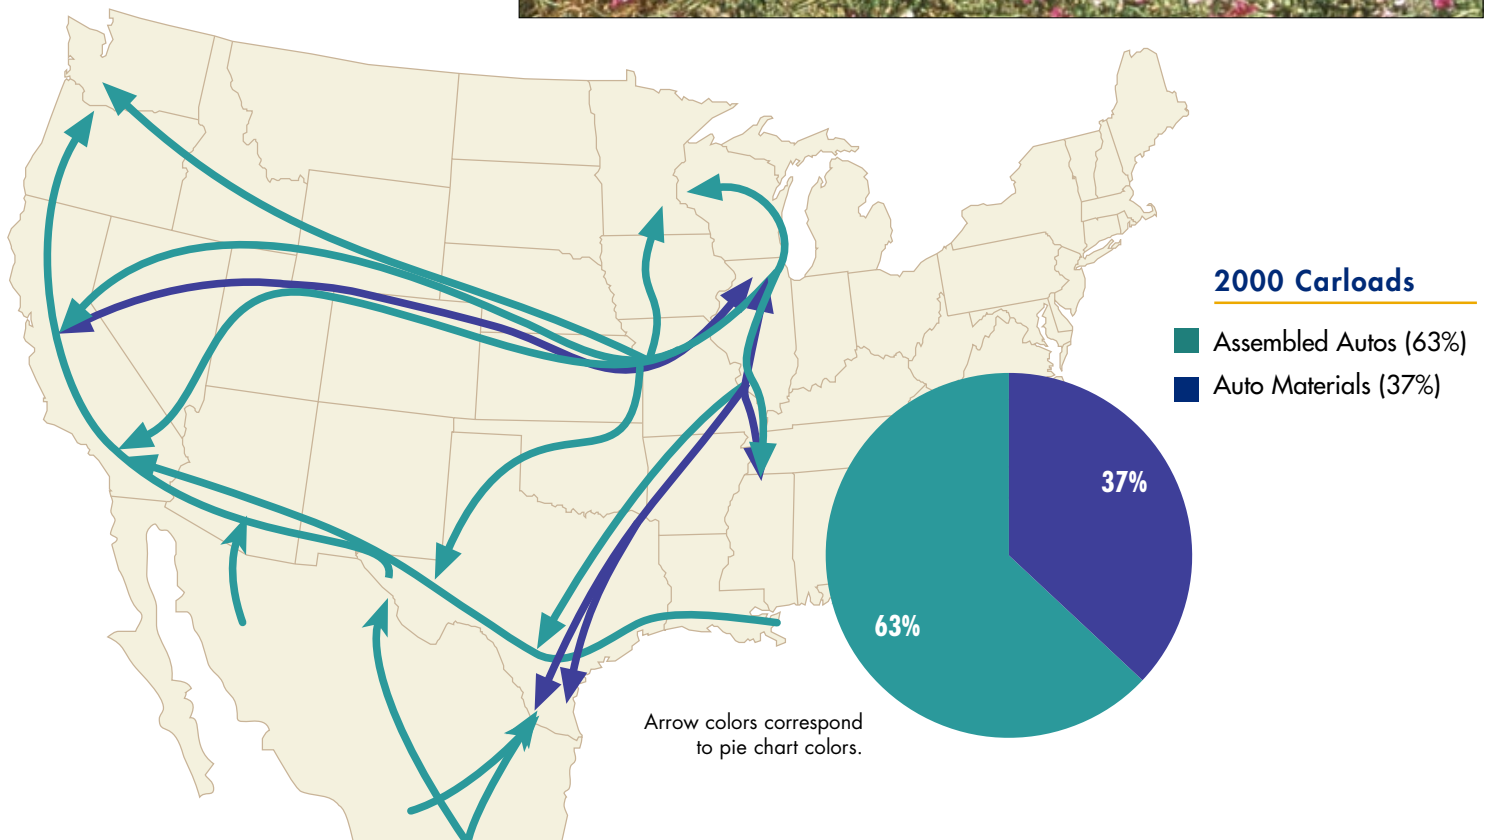 2000 Carloads
Assembled Autos (63%)
Auto Materials (37%)
37%
63%
Arrow colors correspond
to pie chart colors.